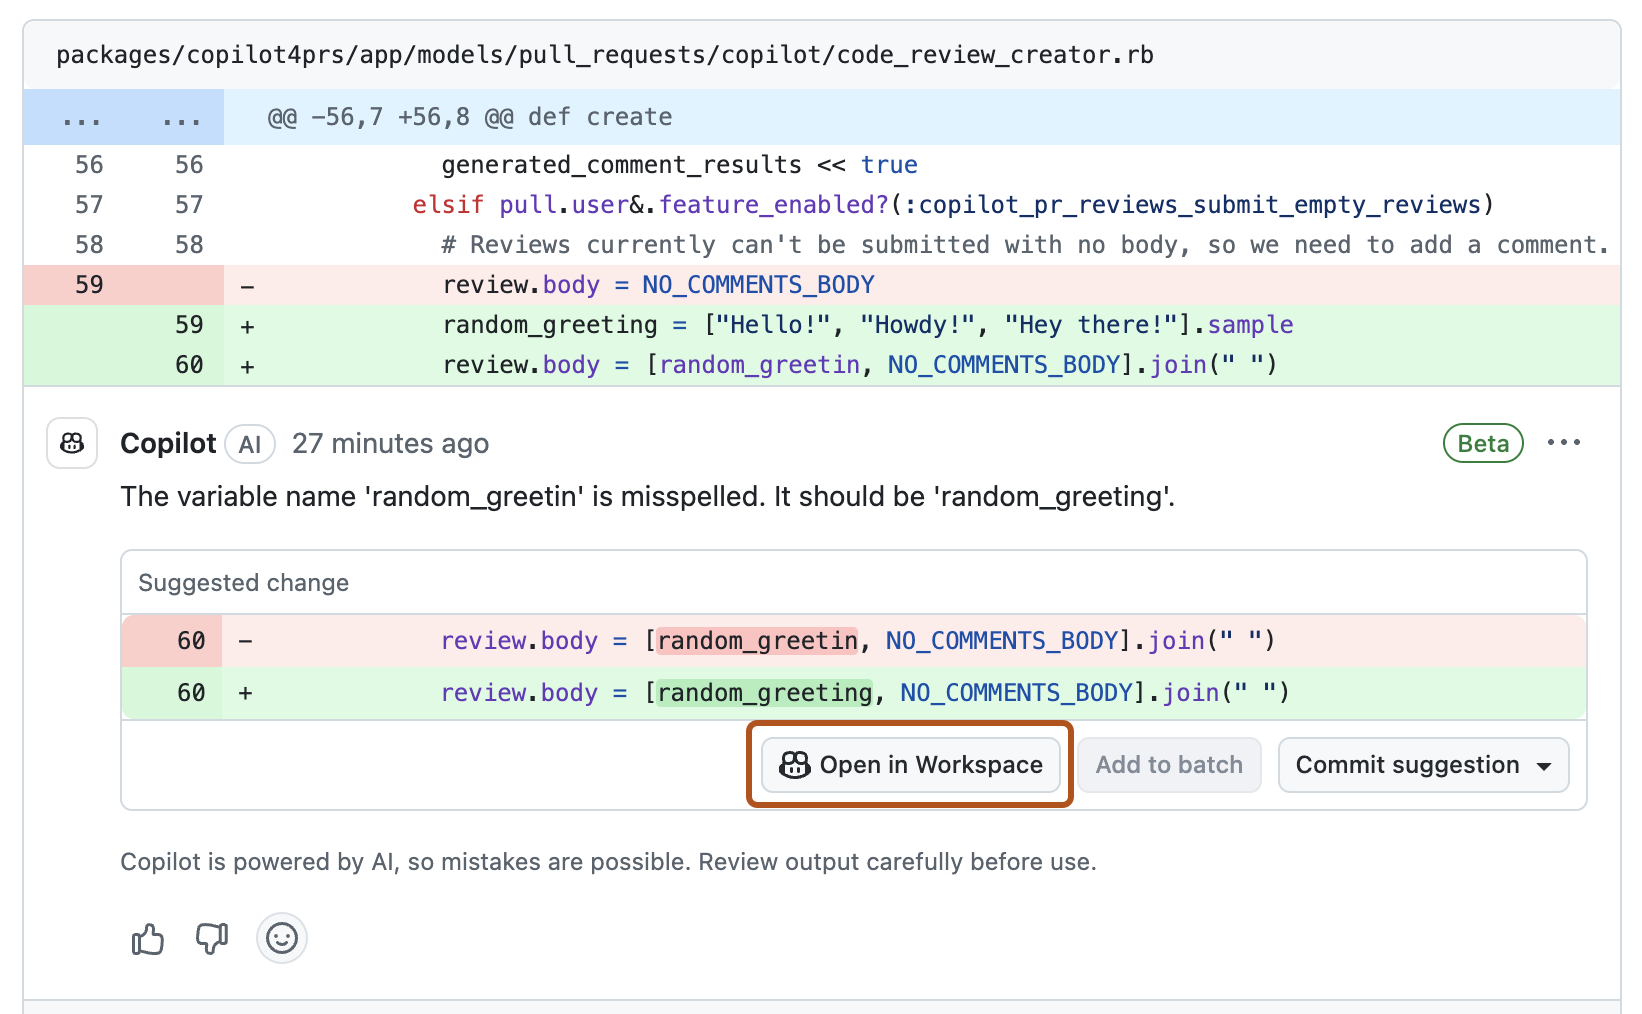 packages/copilot4prs/app/models/pull_requests/copilot/code_review_creator.rb
... ... @@ -56,7 +56,8 @@ def create
56 56 generated_comment_results << true
57 57 elsif pull.user&.feature_enabled?(:copilot_pr_reviews_submit_empty_reviews)
58 58 # Reviews currently can't be submitted with no body, so we need to add a comment.
59 - review.body = NO_COMMENTS_BODY
59 + random_greeting = ["Hello!", "Howdy!", "Hey there!"].sample
60 + review.body = [random_greetin, NO_COMMENTS_BODY].join(" ")
Copilot AI 27 minutes ago Beta ...
The variable name 'random_greetin' is misspelled. It should be 'random_greeting'.
Suggested change
60 - review.body = [random_greetin, NO_COMMENTS_BODY].join(" ")
60 + review.body = [random_greeting, NO_COMMENTS_BODY].join(" ")
Open in Workspace Add to batch Commit suggestion
Copilot is powered by AI, so mistakes are possible. Review output carefully before use.